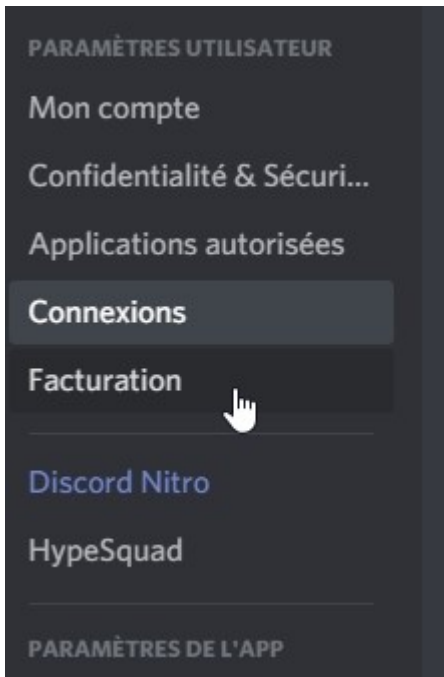 PARAMÈTRES UTILISATEUR
Mon compte
Confidentialité & Sécuri...
Applications autorisées
Connexions
Facturation
Discord Nitro
HypeSquad
PARAMÈTRES DE L'APP